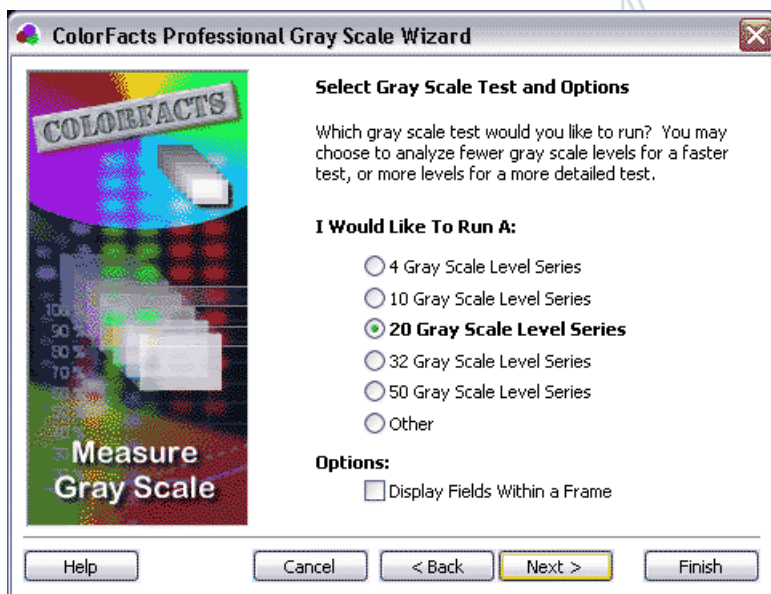 ColorFacts Professional Gray Scale Wizard
COLORFACTS
100
90
80 %
70 %
Measure
Gray Scale
Select Gray Scale Test and Options
Which gray scale test would you like to run? You may
choose to analyze fewer gray scale levels for a faster
test, or more levels for a more detailed test.
I Would Like To Run A:
4 Gray Scale Level Series
10 Gray Scale Level Series
20 Gray Scale Level Series
32 Gray Scale Level Series
50 Gray Scale Level Series
Other
Options:
Display Fields Within a Frame
Help
Cancel
< Back
Next >
Finish